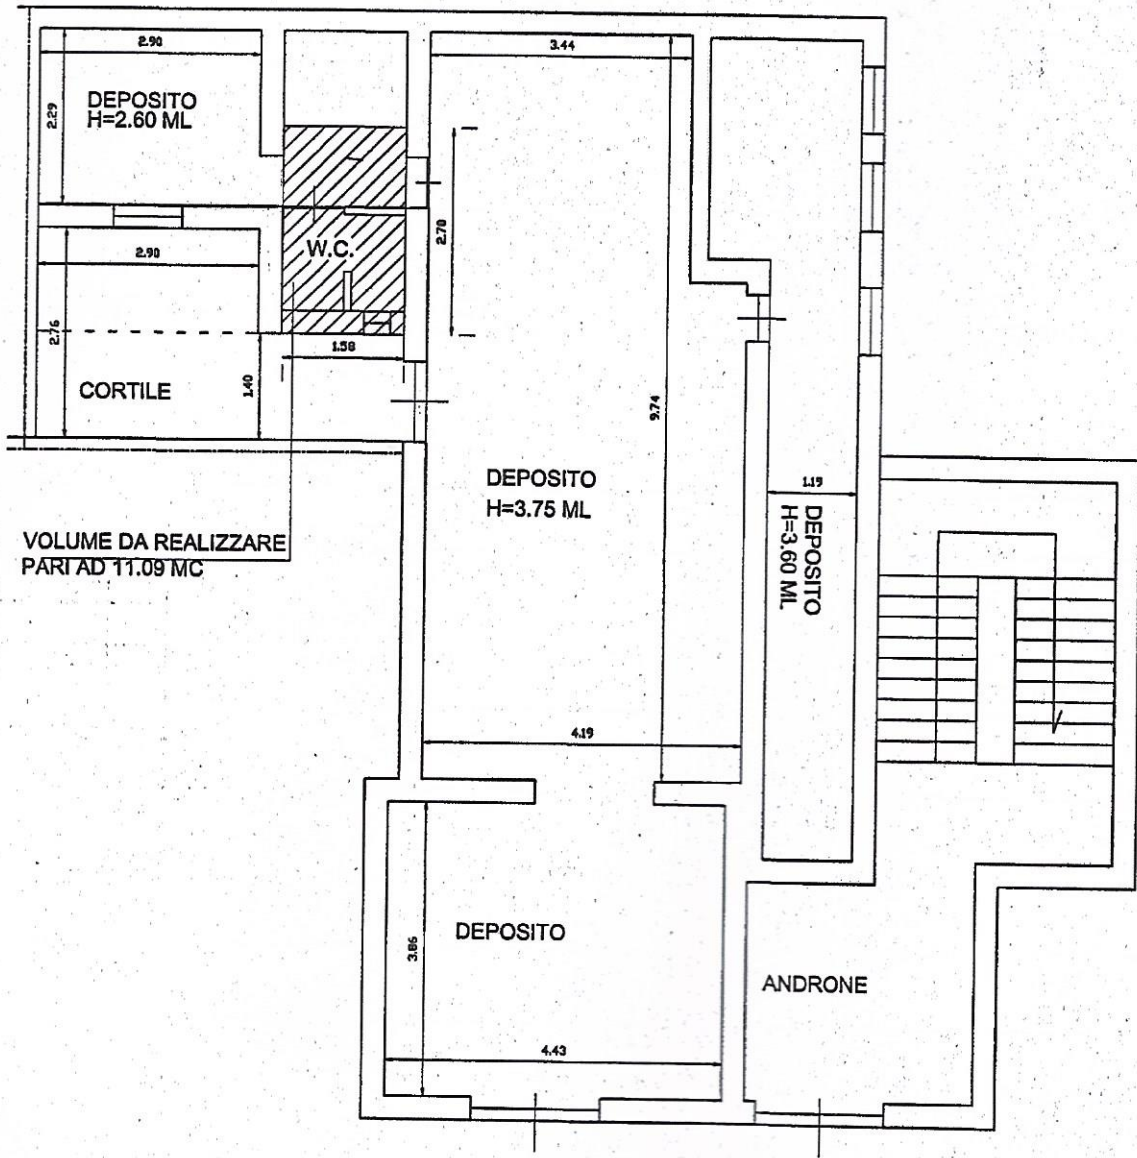 2.90
3.44
DEPOSITO
H=2.60 ML
2.29
2.70
W.C.
2.90
2.76
1.58
1.40
CORTILE
9.74
DEPOSITO
H=3.75 ML
1.19
DEPOSITO
H=3.60 ML
VOLUME DA REALIZZARE
PARI AD 11.09 MC
4.19
3.86
DEPOSITO
ANDRONE
4.43